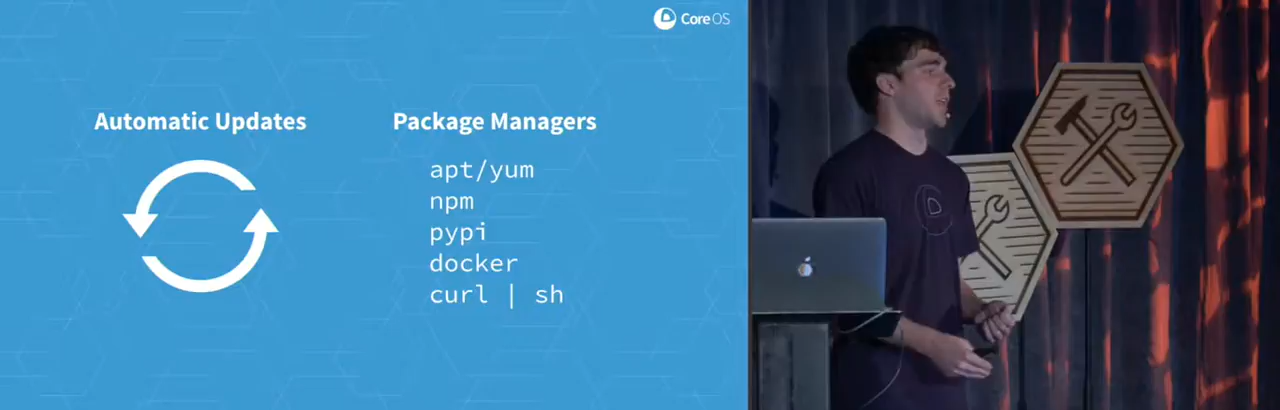 CoreOS
Automatic Updates
Package Managers
apt/yum
npm
pypi
docker
curl | sh